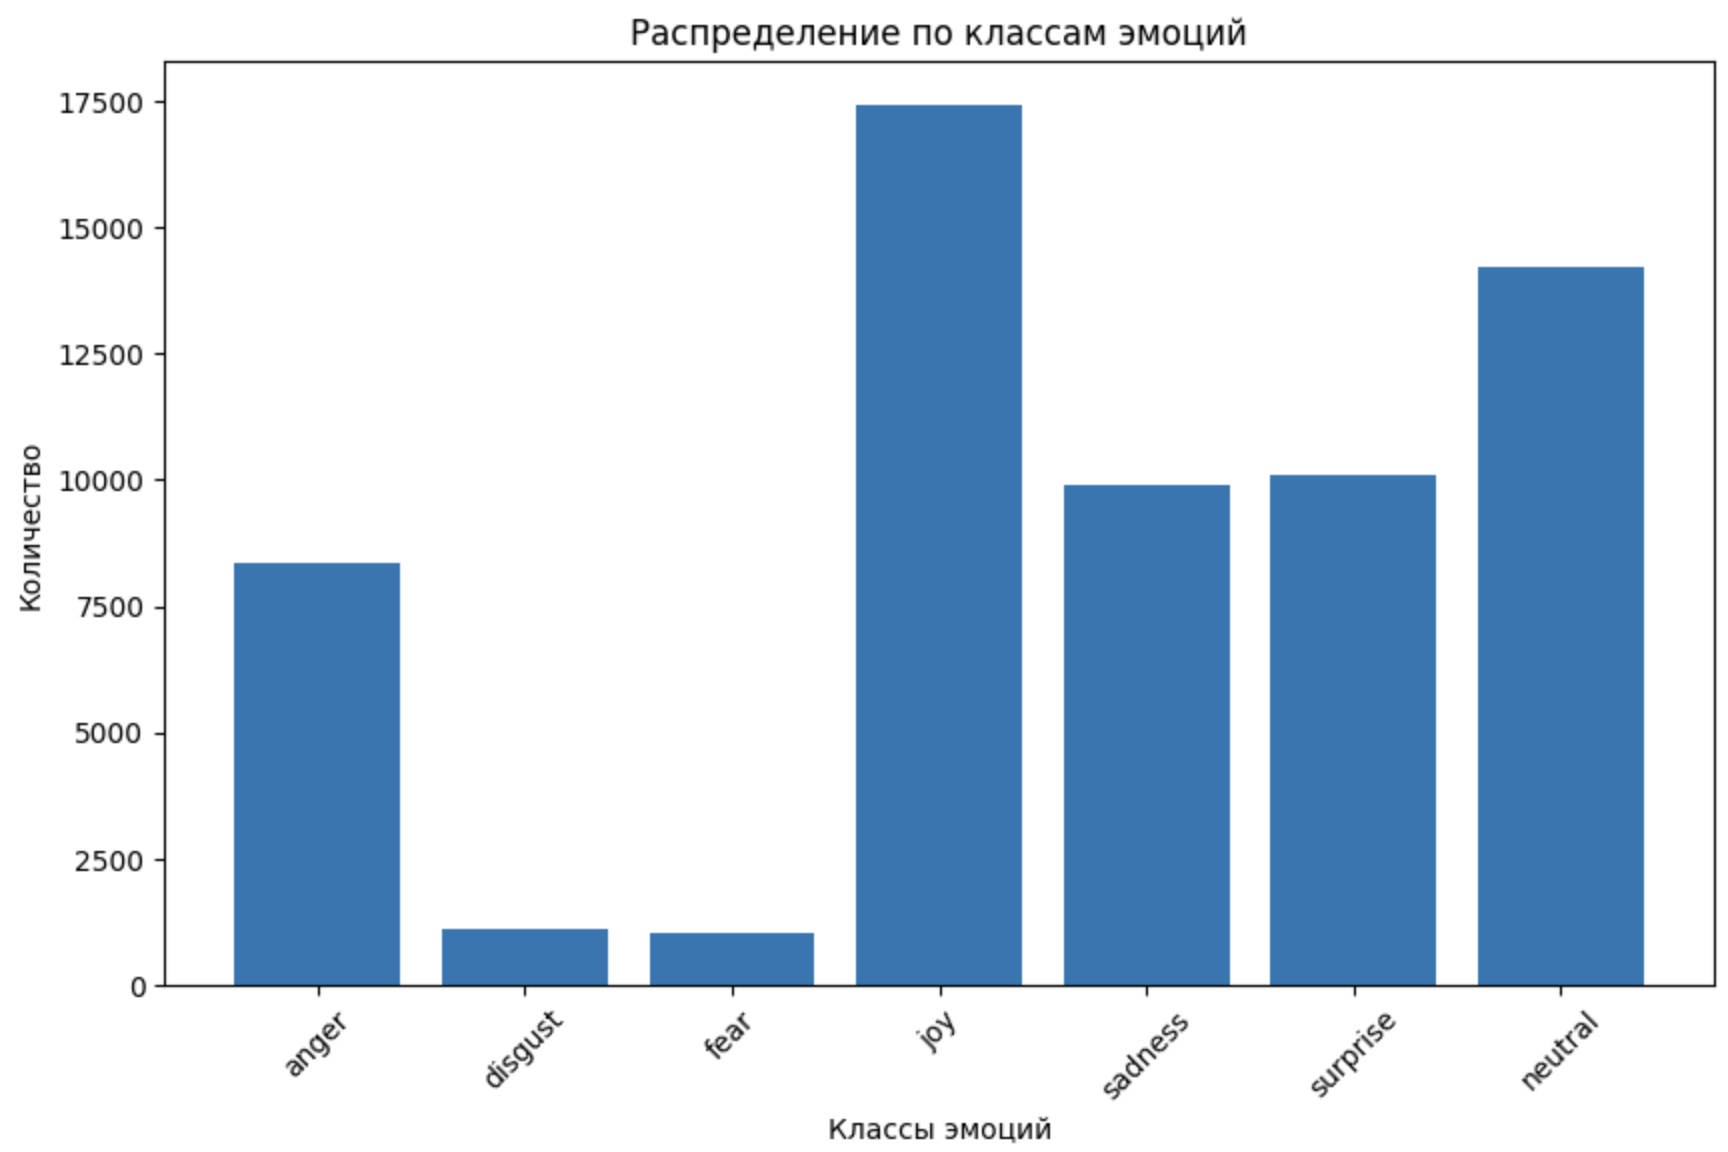 Распределение по классам эмоций
Количество
17500
15000
12500
10000
7500
5000
2500
0
anger
disgust
fear
joy
sadness
surprise
neutral
Классы эмоций